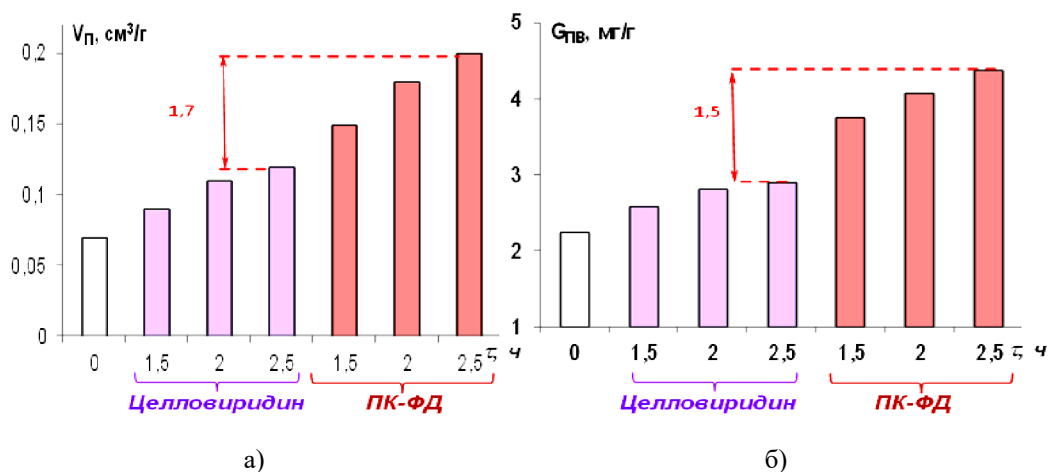 V_П, см³/г
0,2
0,15
0,1
0,05
0
1,7
0 1,5 2 2,5 1,5 2 2,5 τ, ч
Целловиридин ПК-ФД
а)
G_ПВ, мг/г
5
4
3
2
1
1,5
0 1,5 2 2,5 1,5 2 2,5 τ, ч
Целловиридин ПК-ФД
б)